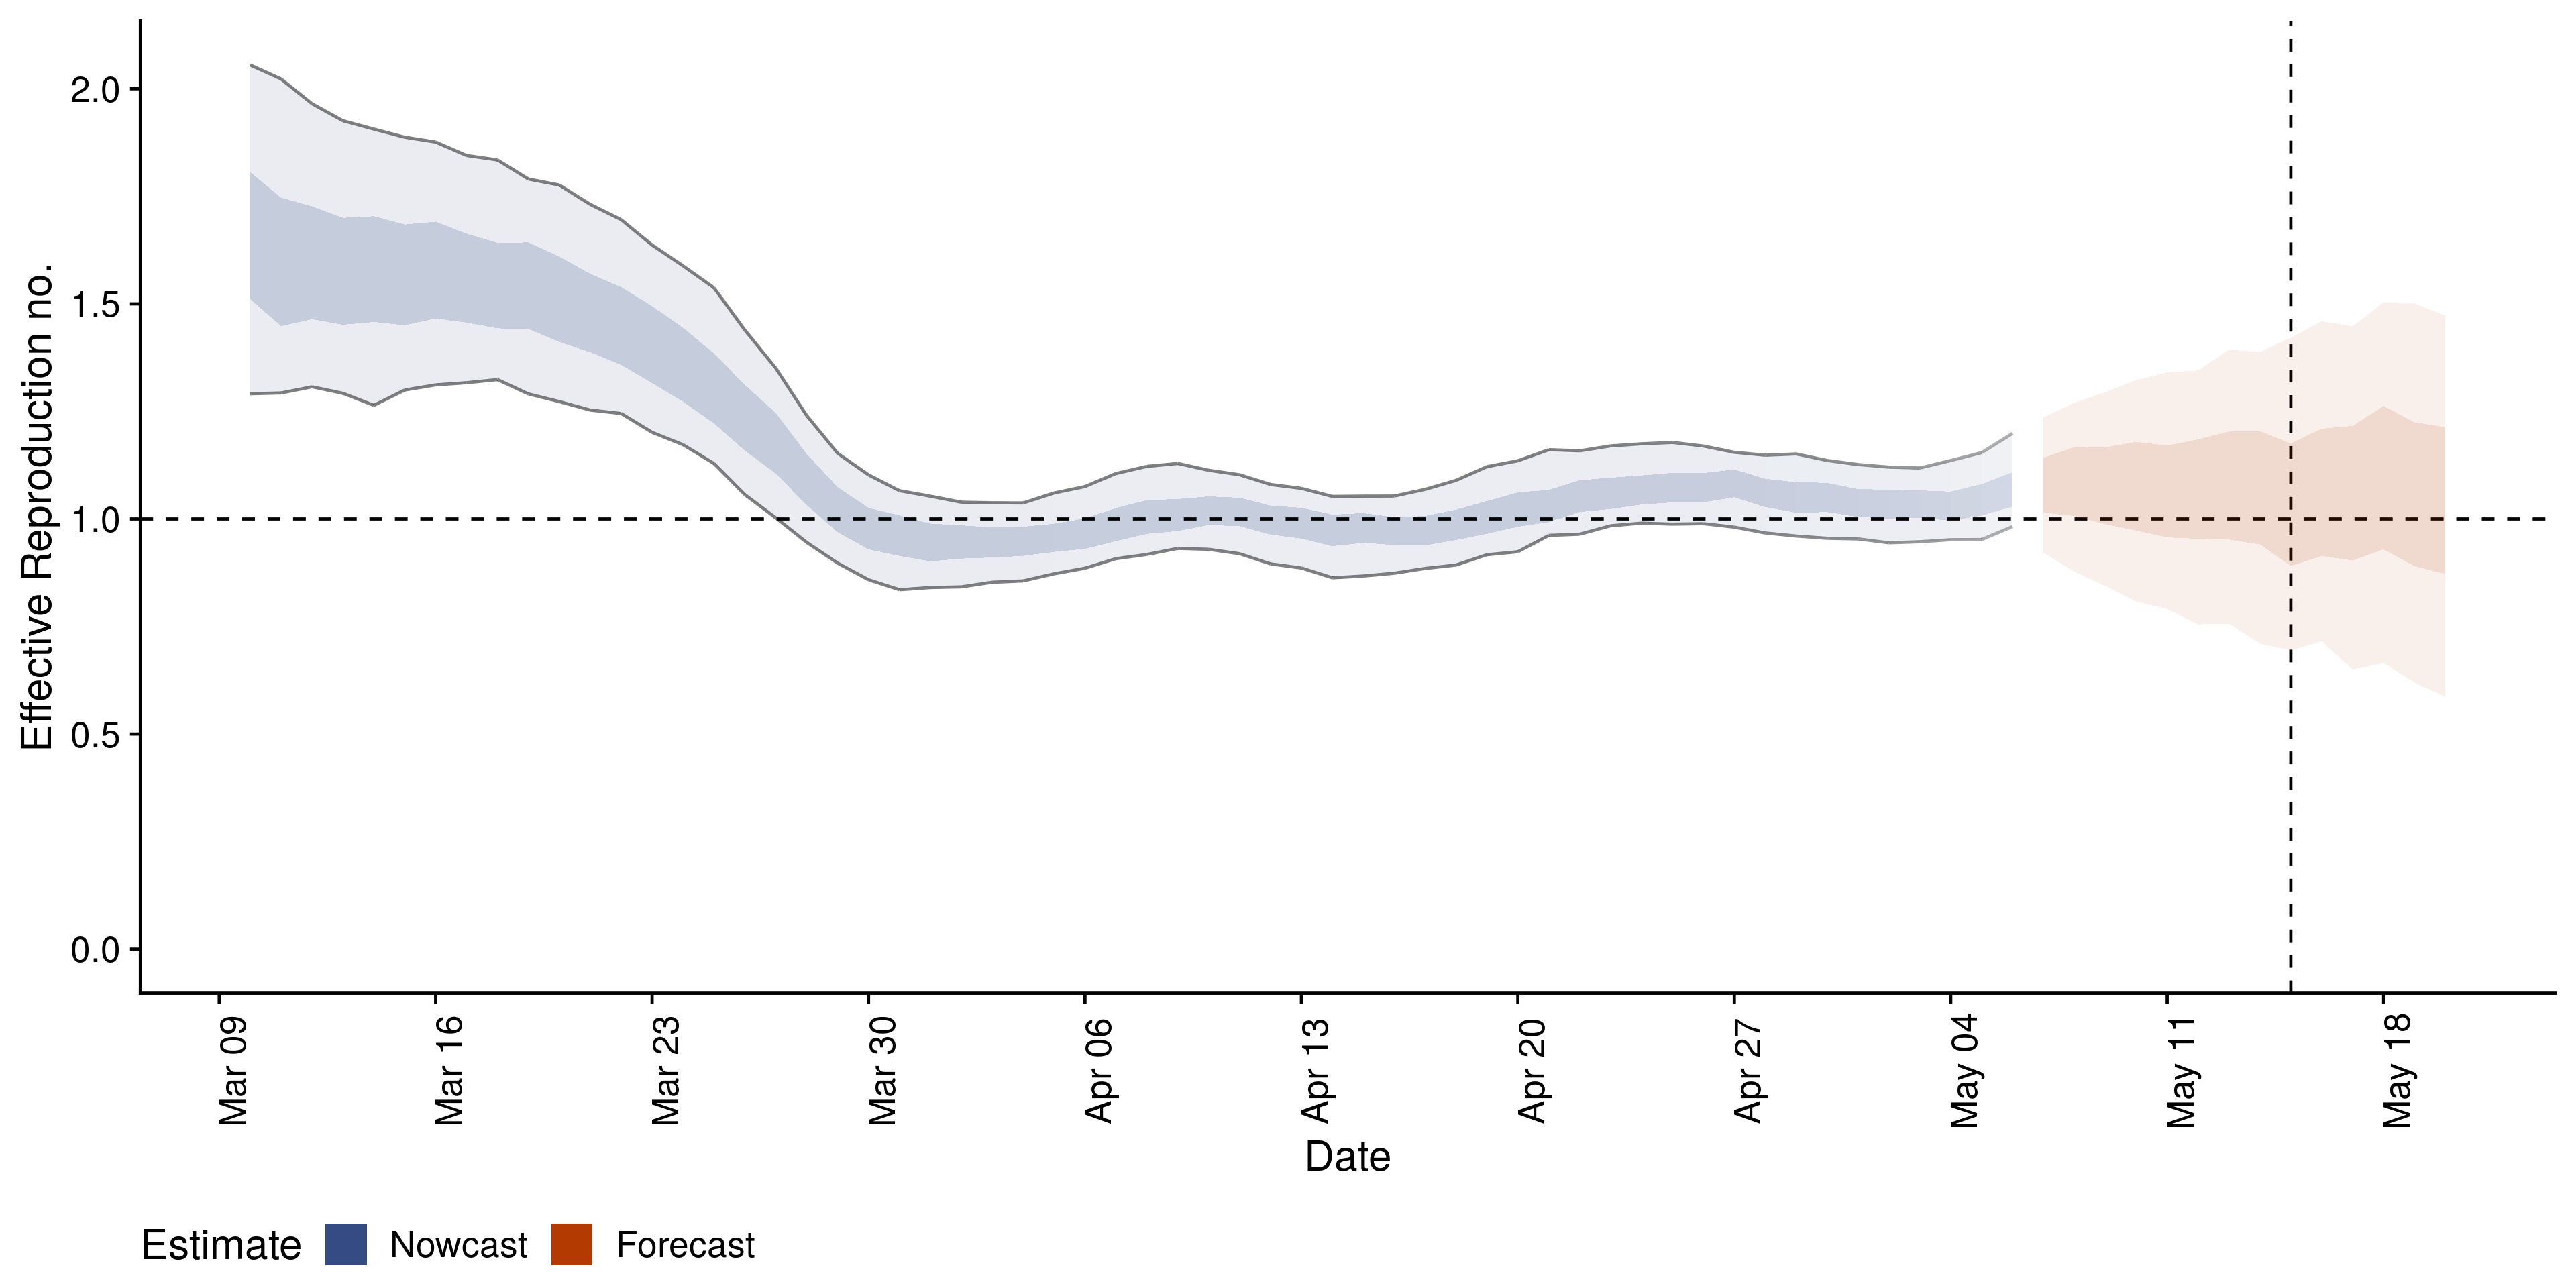 Effective Reproduction no.
2.0
1.5
1.0
0.5
0.0
Mar 09
Mar 16
Mar 23
Mar 30
Apr 06
Apr 13
Apr 20
Apr 27
May 04
May 11
May 18
Date
Estimate Nowcast Forecast